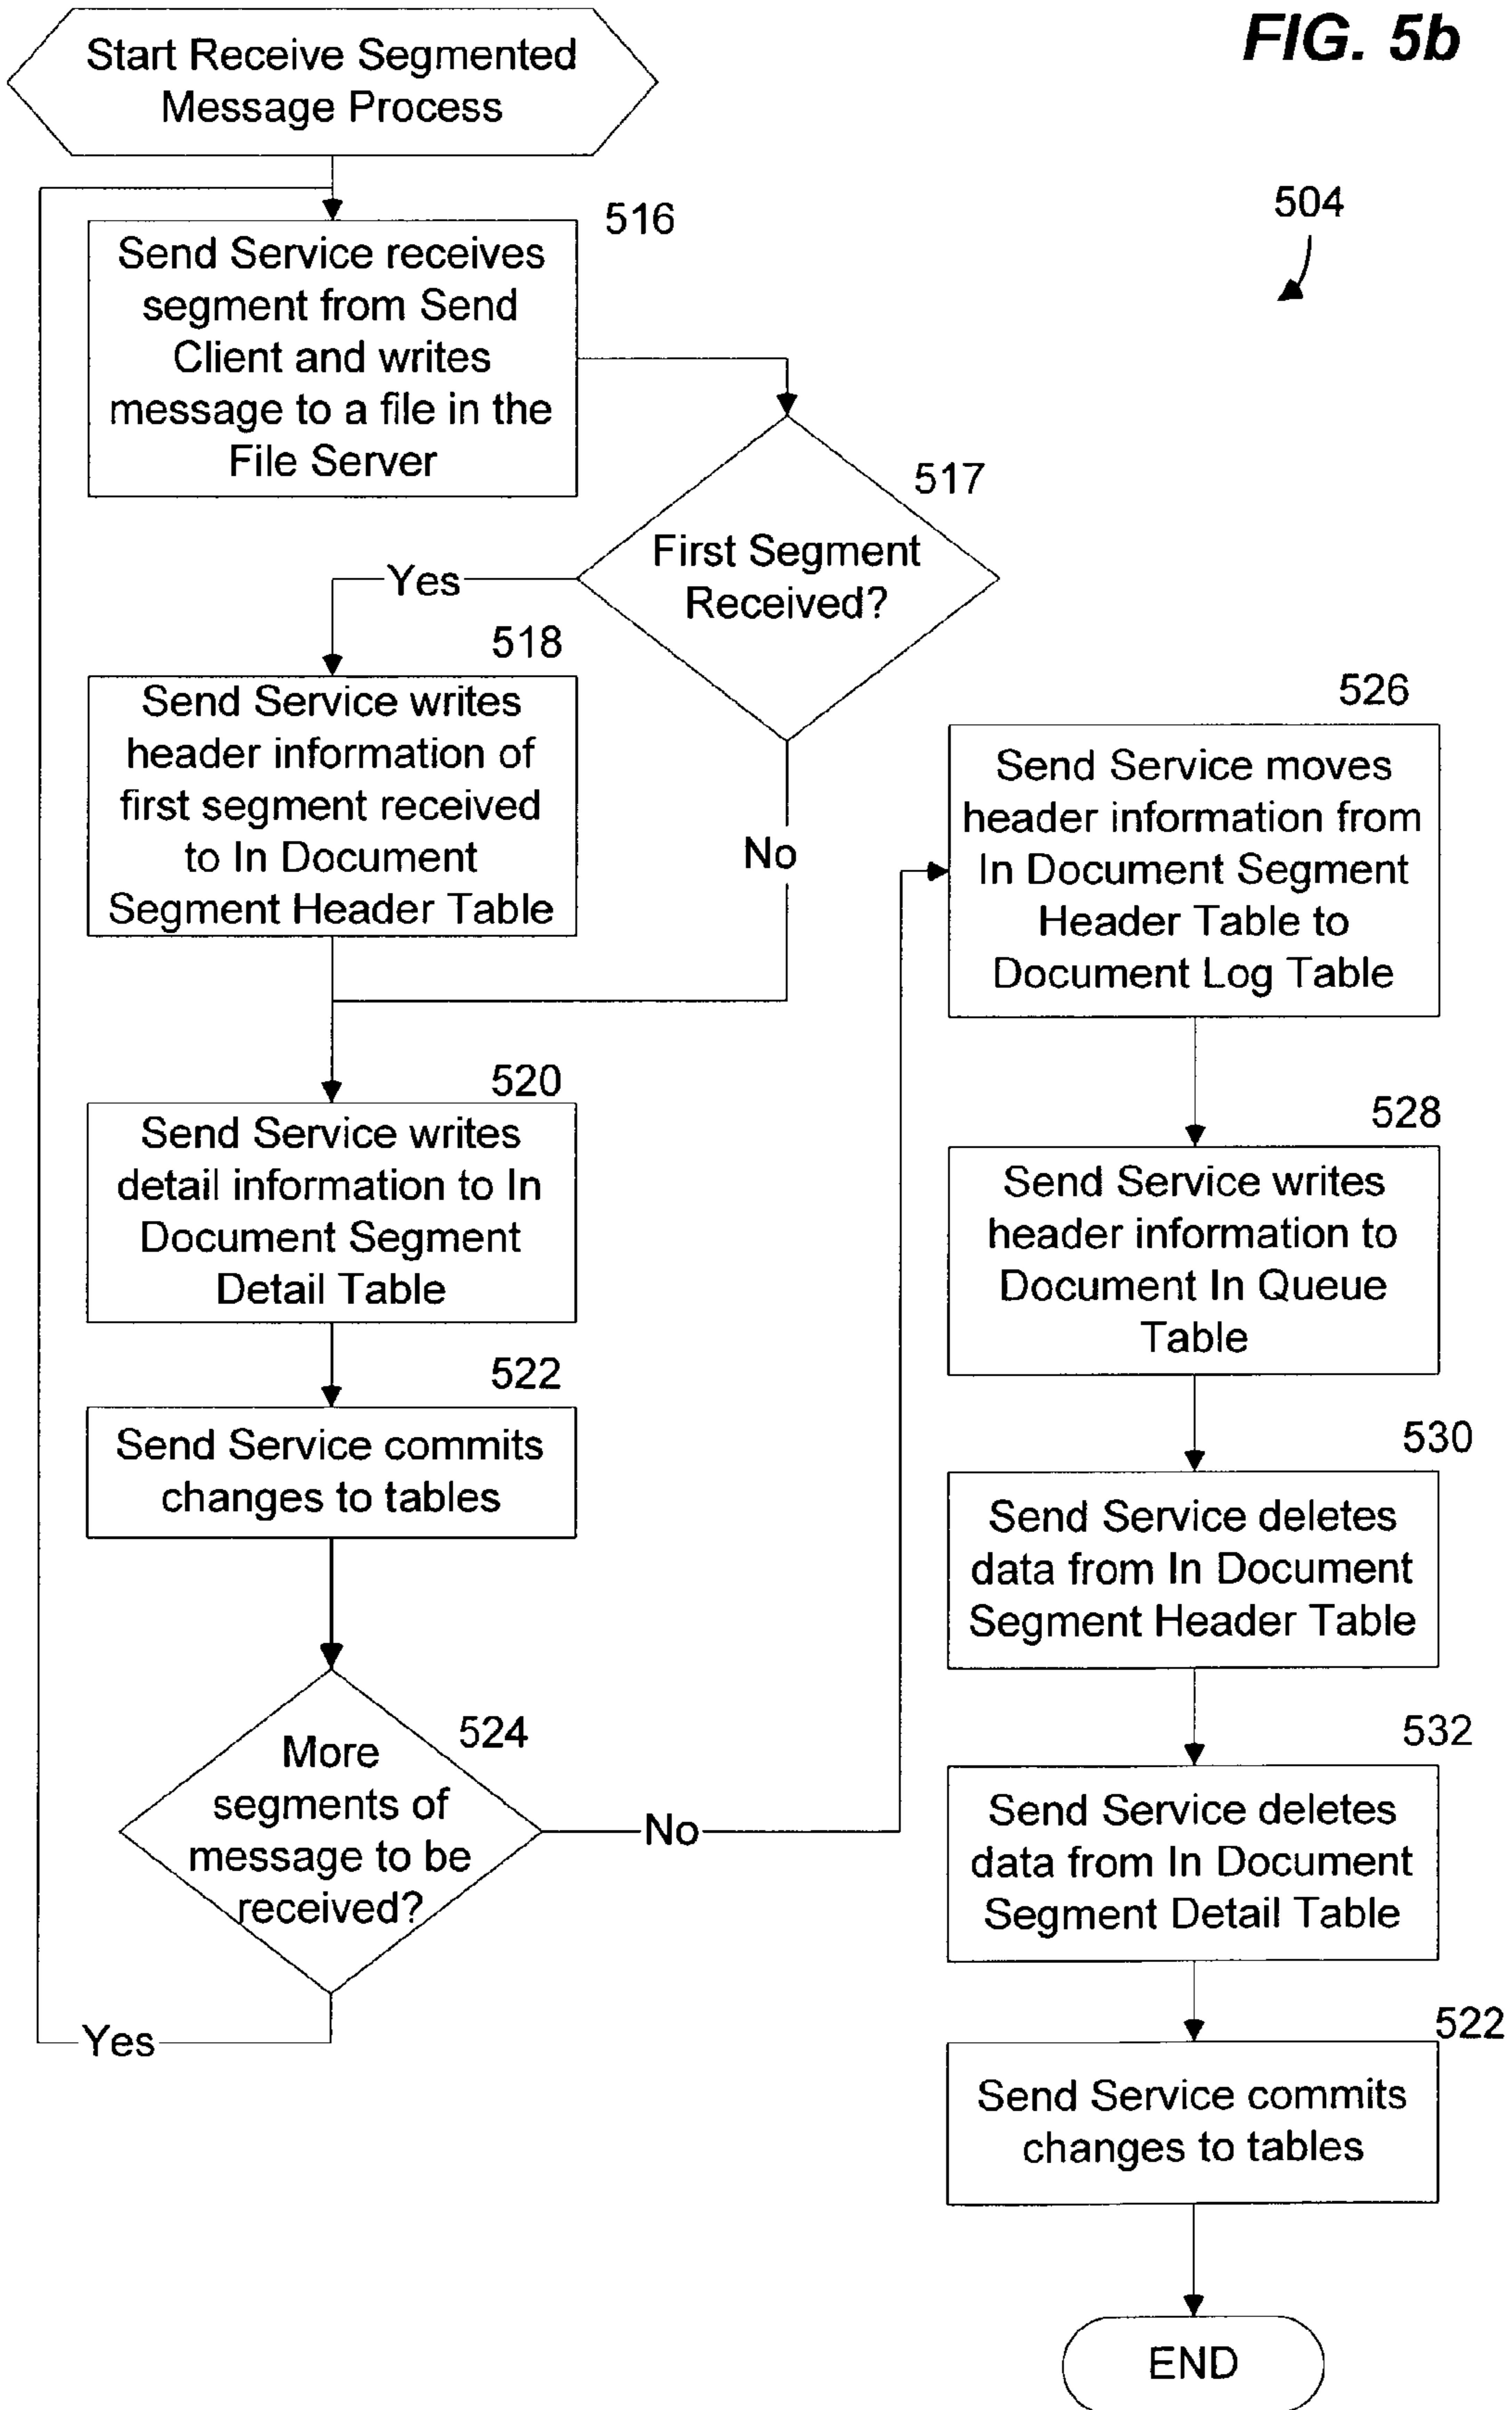 FIG. 5b
Start Receive Segmented
Message Process
504
516
Send Service receives
segment from Send
Client and writes
message to a file in the
File Server
517
First Segment
Received?
Yes
No
518
Send Service writes
header information of
first segment received
to In Document
Segment Header Table
520
Send Service writes
detail information to In
Document Segment
Detail Table
522
Send Service commits
changes to tables
524
More
segments of
message to be
received?
Yes
No
526
Send Service moves
header information from
In Document Segment
Header Table to
Document Log Table
528
Send Service writes
header information to
Document In Queue
Table
530
Send Service deletes
data from In Document
Segment Header Table
532
Send Service deletes
data from In Document
Segment Detail Table
522
Send Service commits
changes to tables
END